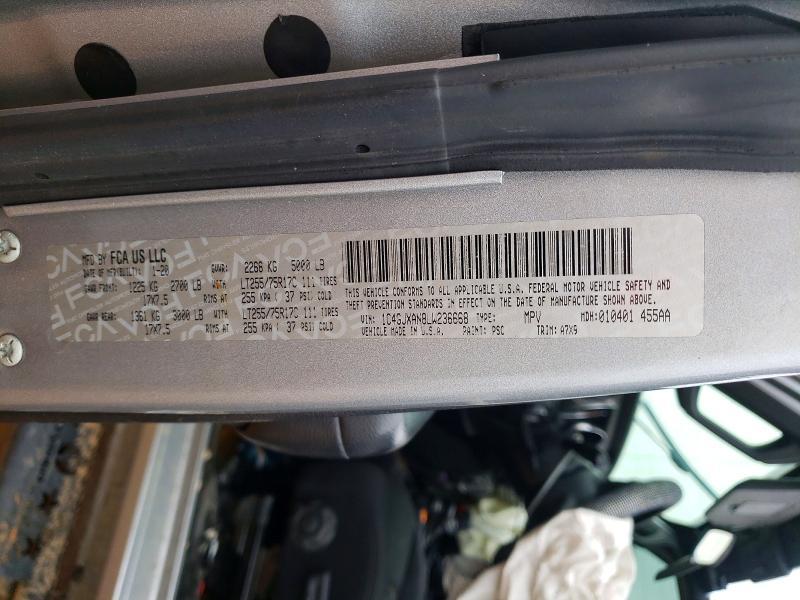 MFD BY FCA US LLC
DATE OF MFR(BUILT): 1-20 GVWR: 2268 KG 5000 LB
GAWR FRONT: 1225 KG 2700 LB WITH LT255/75R17C 111 TIRES
17X7.5 RIMS AT 255 KPA ( 37 PSI) COLD
GAWR REAR: 1361 KG 3000 LB WITH LT255/75R17C 111 TIRES
17X7.5 RIMS AT 255 KPA ( 37 PSI) COLD
THIS VEHICLE CONFORMS TO ALL APPLICABLE U.S.A. FEDERAL MOTOR VEHICLE SAFETY AND
THEFT PREVENTION STANDARDS IN EFFECT ON THE DATE OF MANUFACTURE SHOWN ABOVE.
VIN: 1C4GJXAN8LW236658 TYPE: MPV MDH: 010401 455AA
VEHICLE MADE IN U.S.A. PAINT: PSC TRIM: A7X9